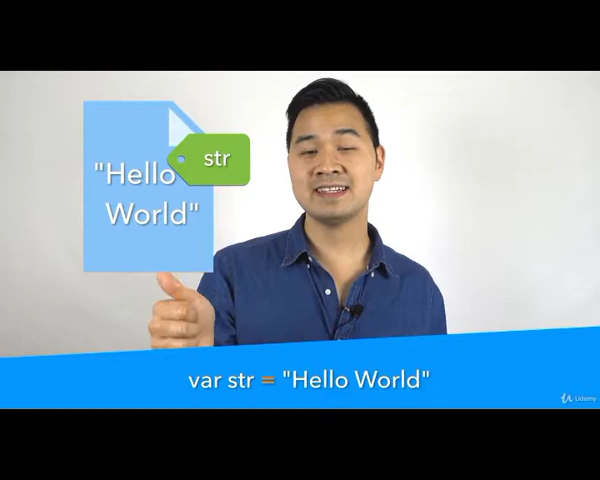 "Hello
World"
str
var str = "Hello World"
Udemy